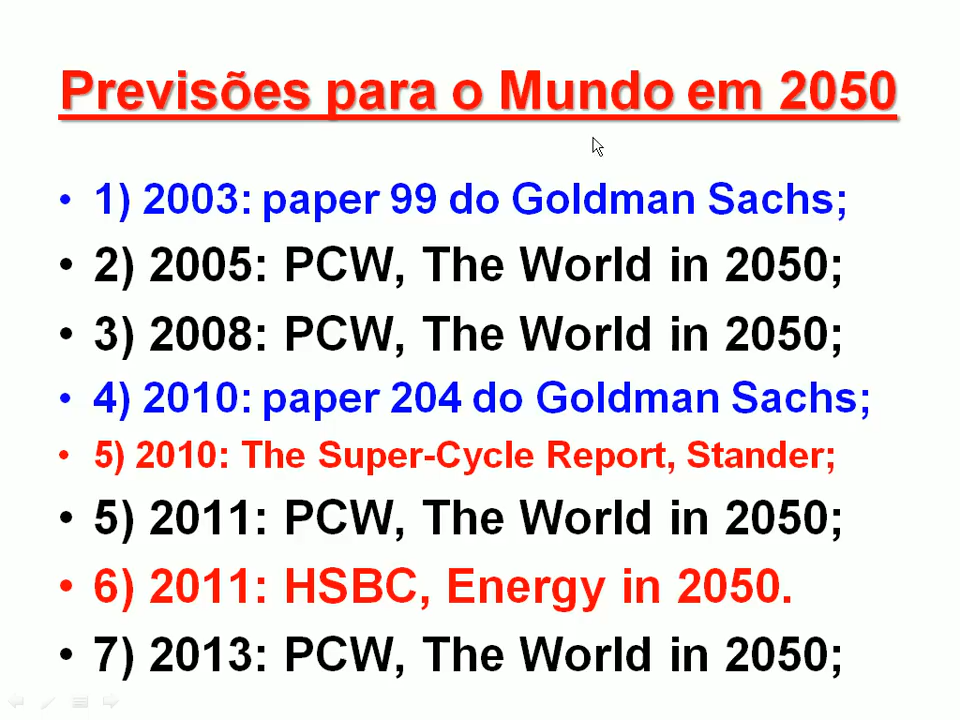 Previsões para o Mundo em 2050
• 1) 2003: paper 99 do Goldman Sachs;
• 2) 2005: PCW, The World in 2050;
• 3) 2008: PCW, The World in 2050;
• 4) 2010: paper 204 do Goldman Sachs;
• 5) 2010: The Super-Cycle Report, Stander;
• 5) 2011: PCW, The World in 2050;
• 6) 2011: HSBC, Energy in 2050.
• 7) 2013: PCW, The World in 2050;